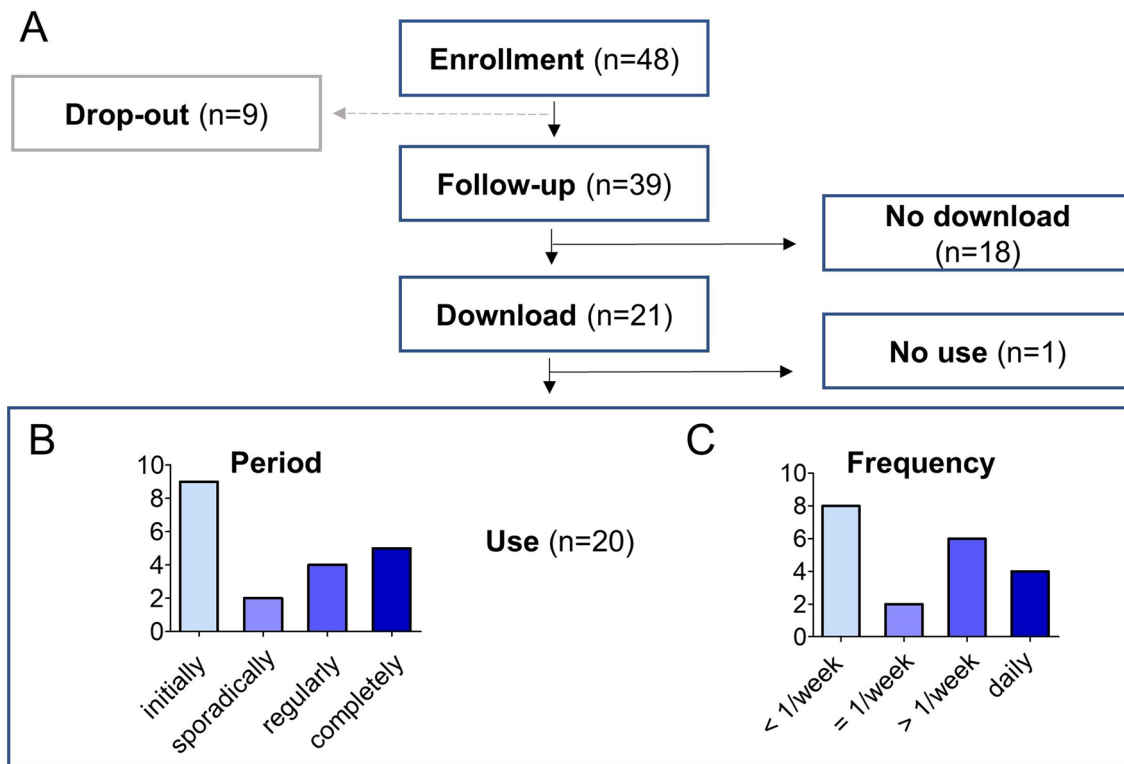 A
Enrollment (n=48)
Drop-out (n=9)
Follow-up (n=39)
No download
(n=18)
Download (n=21)
No use (n=1)
B
Period
10
8
6
4
2
0
initially
sporadically
regularly
completely
Use (n=20)
C
Frequency
10
8
6
4
2
0
< 1/week
= 1/week
> 1/week
daily